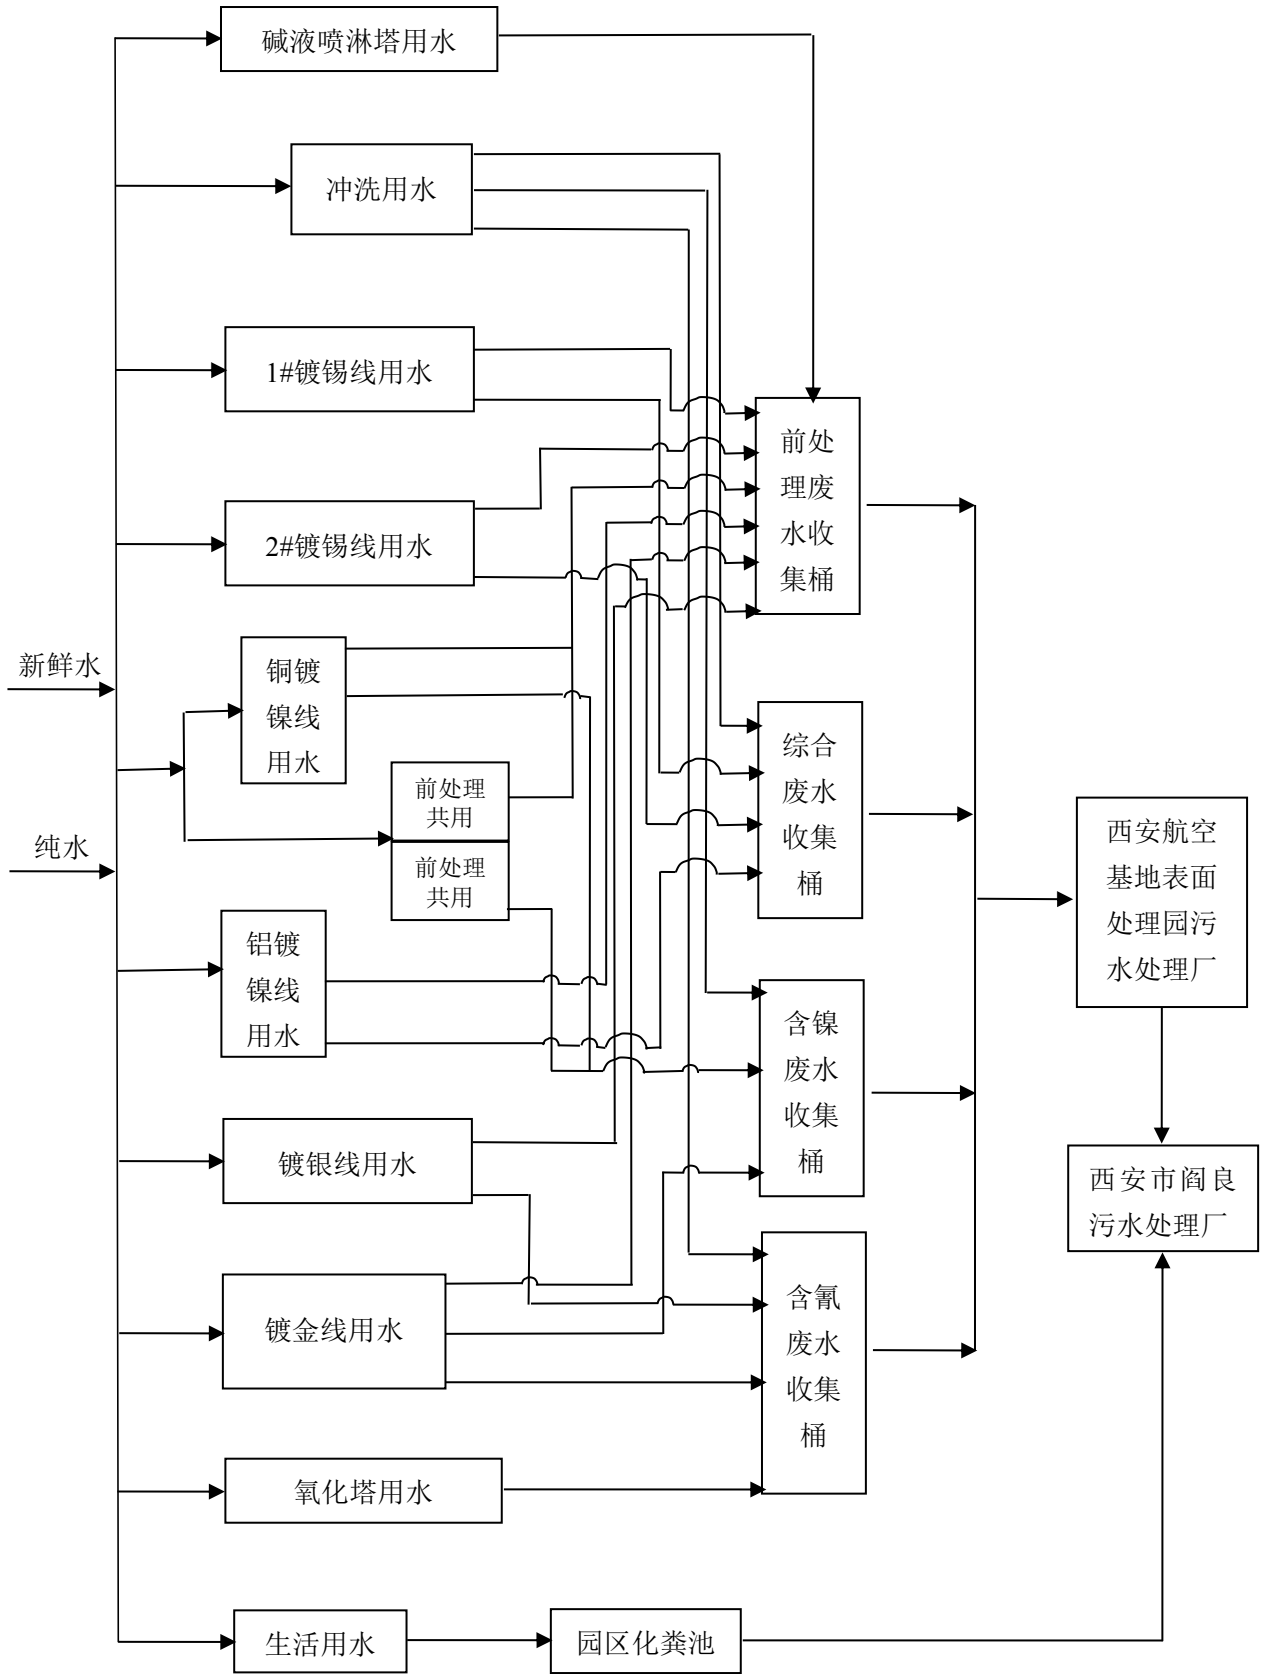 碱液喷淋塔用水
冲洗用水
1#镀锡线用水
前处
理废
水收
集桶
2#镀锡线用水
新鲜水
铜镀
镍线
用水
综合
废水
收集
桶
前处理
共用
纯水
前处理
共用
西安航空
基地表面
处理园污
水处理厂
铝镀
镍线
用水
含镍
废水
收集
桶
镀银线用水
西安市阎良
污水处理厂
镀金线用水
含氰
废水
收集
桶
氧化塔用水
生活用水
园区化粪池